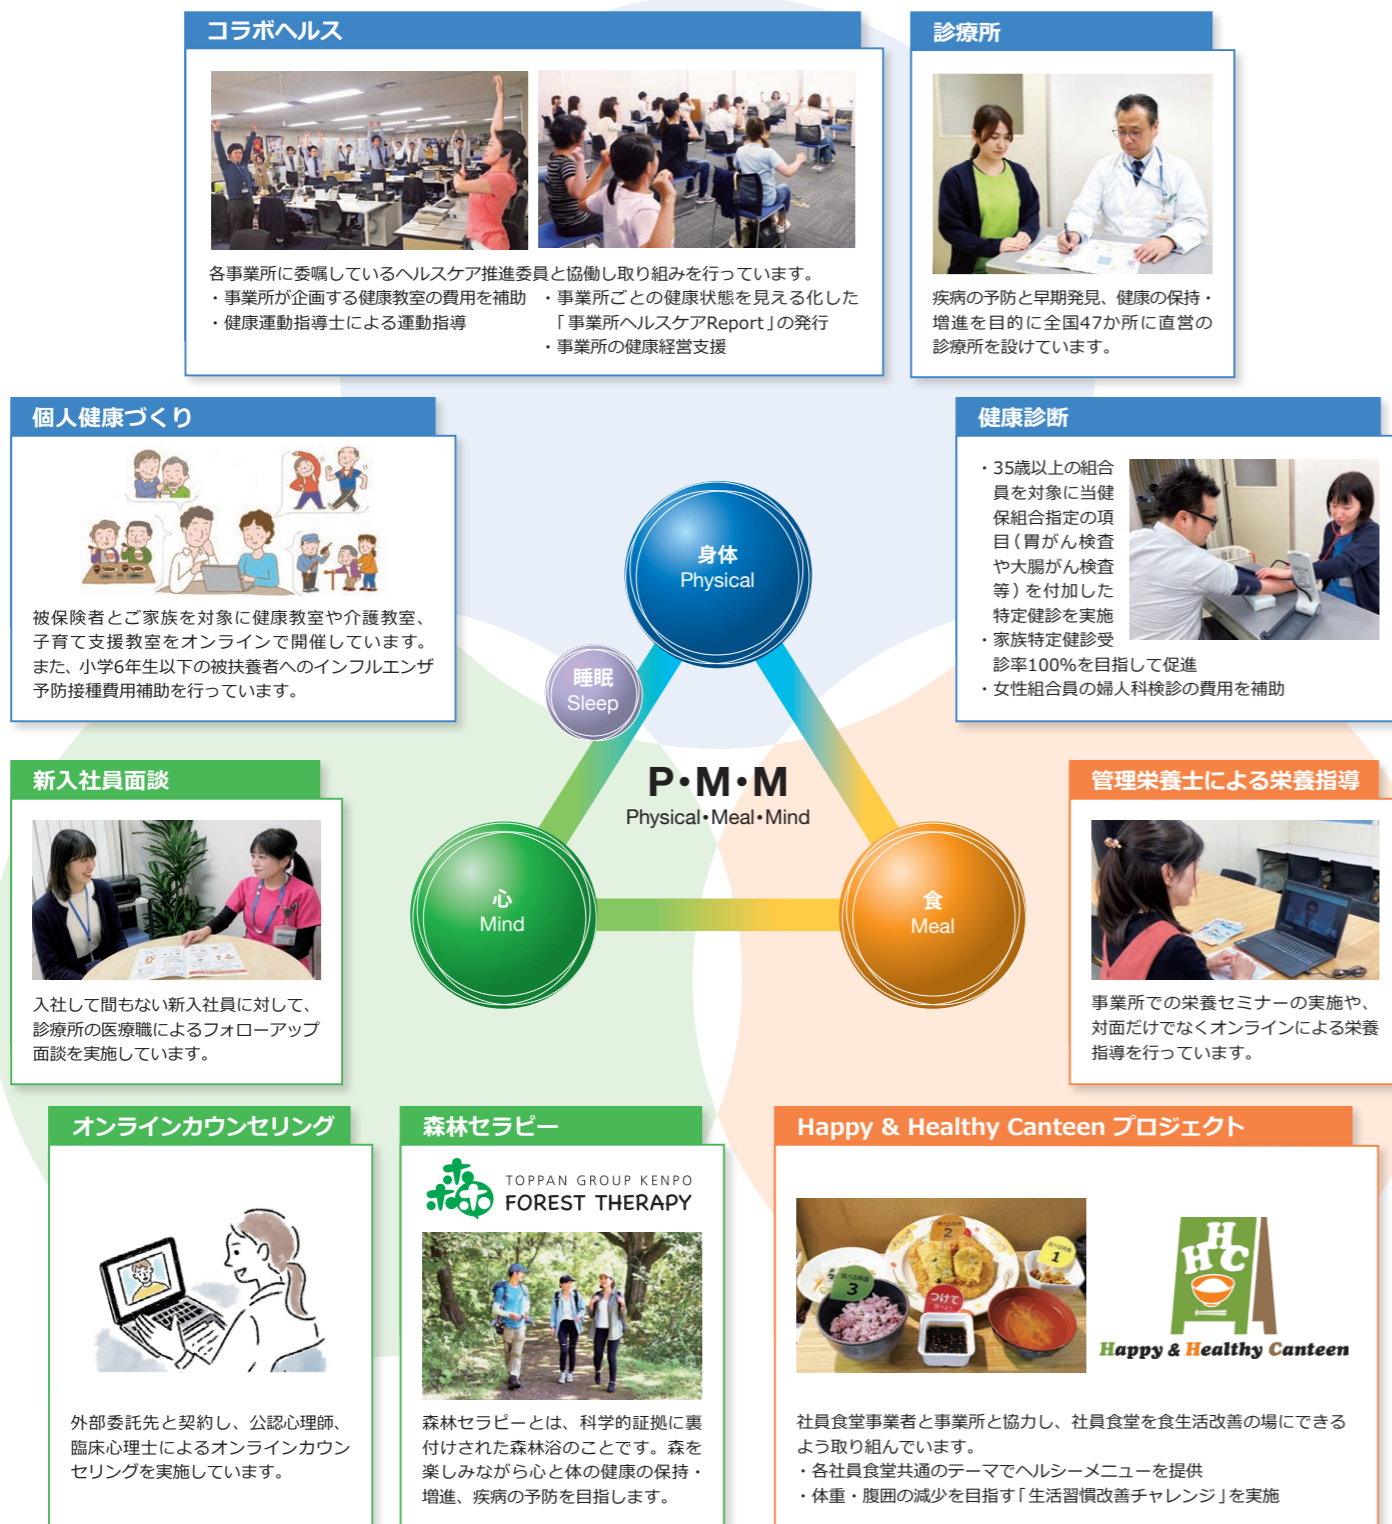 コラボヘルス
各事業所に委嘱しているヘルスケア推進委員と協働し取り組みを行っています。
・事業所が企画する健康教室の費用を補助
・健康運動指導士による運動指導
・事業所ごとの健康状態を見える化した
「事業所ヘルスケアReport」の発行
・事業所の健康経営支援
診療所
疾病の予防と早期発見、健康の保持・
増進を目的に全国47か所に直営の
診療所を設けています。
個人健康づくり
被保険者とご家族を対象に健康教室や介護教室、
子育て支援教室をオンラインで開催しています。
また、小学6年生以下の被扶養者へのインフルエンザ
予防接種費用補助を行っています。
健康診断
・35歳以上の組合
員を対象に当健
保組合指定の項
目（胃がん検査
や大腸がん検査
等）を付加した
特定健診を実施
・家族特定健診受
診率100%を目指して促進
・女性組合員の婦人科検診の費用を補助
身体
Physical
睡眠
Sleep
P・M・M
Physical・Meal・Mind
心
Mind
食
Meal
新入社員面談
入社して間もない新入社員に対して、
診療所の医療職によるフォローアップ
面談を実施しています。
管理栄養士による栄養指導
事業所での栄養セミナーの実施や、
対面だけでなくオンラインによる栄養
指導を行っています。
オンラインカウンセリング
外部委託先と契約し、公認心理師、
臨床心理士によるオンラインカウン
セリングを実施しています。
森林セラピー
TOPPAN GROUP KENPO
FOREST THERAPY
森林セラピーとは、科学的証拠に裏
付けされた森林浴のことです。森を
楽しみながら心と体の健康の保持・
増進、疾病の予防を目指します。
Happy & Healthy Canteen プロジェクト
2
1
3
つけて
HHC
Happy & Healthy Canteen
社員食堂事業者と事業所と協力し、社員食堂を食生活改善の場にできる
よう取り組んでいます。
・各社員食堂共通のテーマでヘルシーメニューを提供
・体重・腹囲の減少を目指す「生活習慣改善チャレンジ」を実施